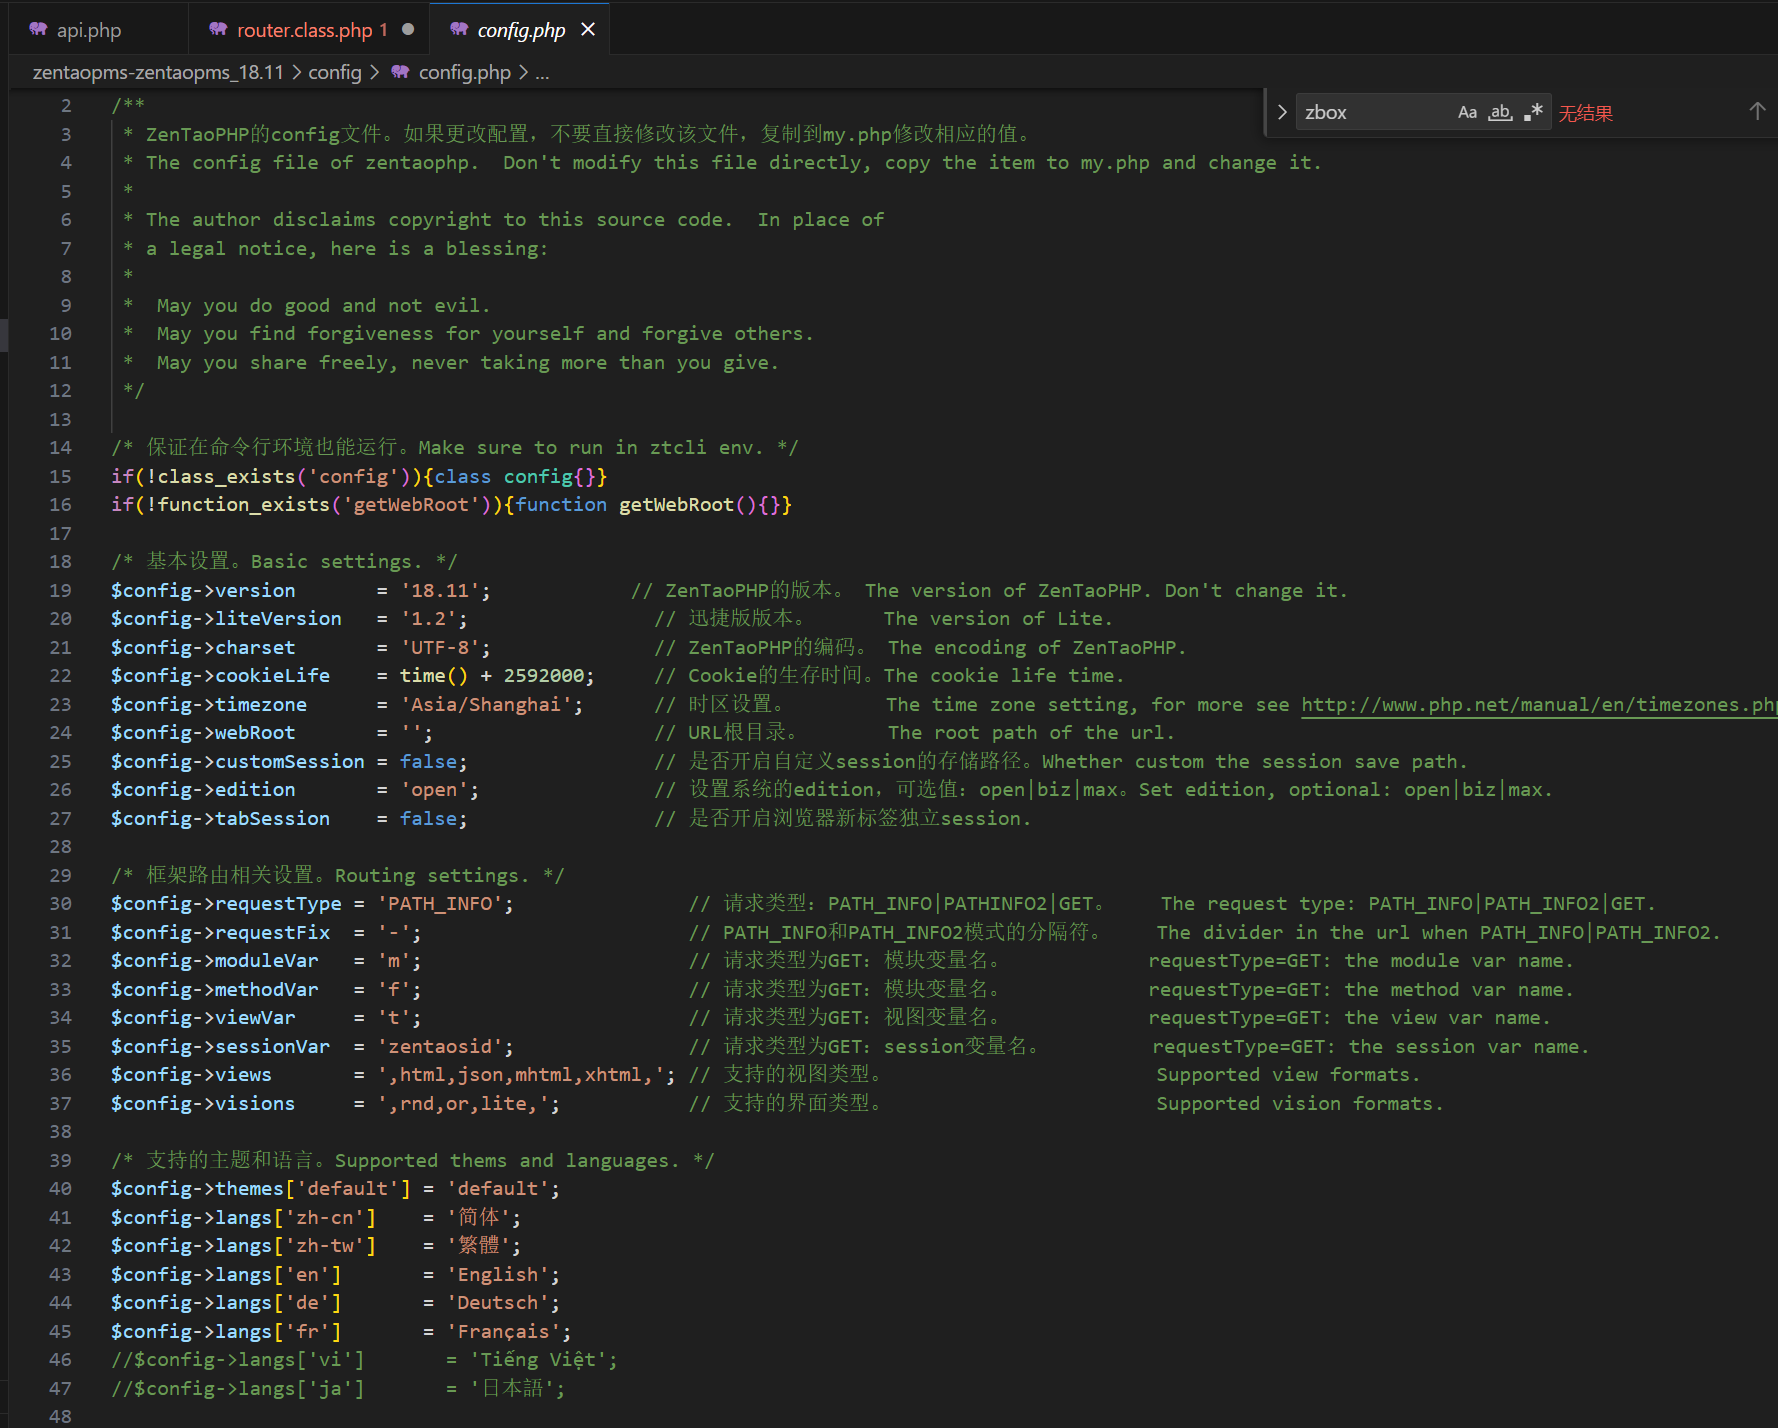 api.php
router.class.php 1
config.php
zentaopms-zentaopms_18.11 > config > config.php > ...
zbox
Aa ab .*
无结果
2 /**
3 * ZenTaoPHP的config文件。如果更改配置，不要直接修改该文件，复制到my.php修改相应的值。
4 * The config file of zentaophp.  Don't modify this file directly, copy the item to my.php and change it.
5 *
6 * The author disclaims copyright to this source code.  In place of
7 * a legal notice, here is a blessing:
8 *
9 *  May you do good and not evil.
10 *  May you find forgiveness for yourself and forgive others.
11 *  May you share freely, never taking more than you give.
12 */
13
14 /* 保证在命令行环境也能运行。Make sure to run in ztcli env. */
15 if(!class_exists('config')){class config{}}
16 if(!function_exists('getWebRoot')){function getWebRoot(){}}
17
18 /* 基本设置。Basic settings. */
19 $config->version       = '18.11';            // ZenTaoPHP的版本。 The version of ZenTaoPHP. Don't change it.
20 $config->liteVersion   = '1.2';                // 迅捷版版本。      The version of Lite.
21 $config->charset       = 'UTF-8';              // ZenTaoPHP的编码。 The encoding of ZenTaoPHP.
22 $config->cookieLife    = time() + 2592000;     // Cookie的生存时间。The cookie life time.
23 $config->timezone      = 'Asia/Shanghai';      // 时区设置。        The time zone setting, for more see http://www.php.net/manual/en/timezones.php
24 $config->webRoot       = '';                   // URL根目录。       The root path of the url.
25 $config->customSession = false;                // 是否开启自定义session的存储路径。Whether custom the session save path.
26 $config->edition       = 'open';               // 设置系统的edition，可选值：open|biz|max。Set edition, optional: open|biz|max.
27 $config->tabSession    = false;                // 是否开启浏览器新标签独立session.
28
29 /* 框架路由相关设置。Routing settings. */
30 $config->requestType = 'PATH_INFO';               // 请求类型：PATH_INFO|PATHINFO2|GET。    The request type: PATH_INFO|PATH_INFO2|GET.
31 $config->requestFix  = '-';                       // PATH_INFO和PATH_INFO2模式的分隔符。    The divider in the url when PATH_INFO|PATH_INFO2.
32 $config->moduleVar   = 'm';                       // 请求类型为GET：模块变量名。            requestType=GET: the module var name.
33 $config->methodVar   = 'f';                       // 请求类型为GET：模块变量名。            requestType=GET: the method var name.
34 $config->viewVar     = 't';                       // 请求类型为GET：视图变量名。            requestType=GET: the view var name.
35 $config->sessionVar  = 'zentaosid';               // 请求类型为GET：session变量名。         requestType=GET: the session var name.
36 $config->views       = ',html,json,mhtml,xhtml,'; // 支持的视图类型。                       Supported view formats.
37 $config->visions     = ',rnd,or,lite,';           // 支持的界面类型。                       Supported vision formats.
38
39 /* 支持的主题和语言。Supported thems and languages. */
40 $config->themes['default'] = 'default';
41 $config->langs['zh-cn']    = '简体';
42 $config->langs['zh-tw']    = '繁體';
43 $config->langs['en']       = 'English';
44 $config->langs['de']       = 'Deutsch';
45 $config->langs['fr']       = 'Français';
46 //$config->langs['vi']       = 'Tiếng Việt';
47 //$config->langs['ja']       = '日本語';
48